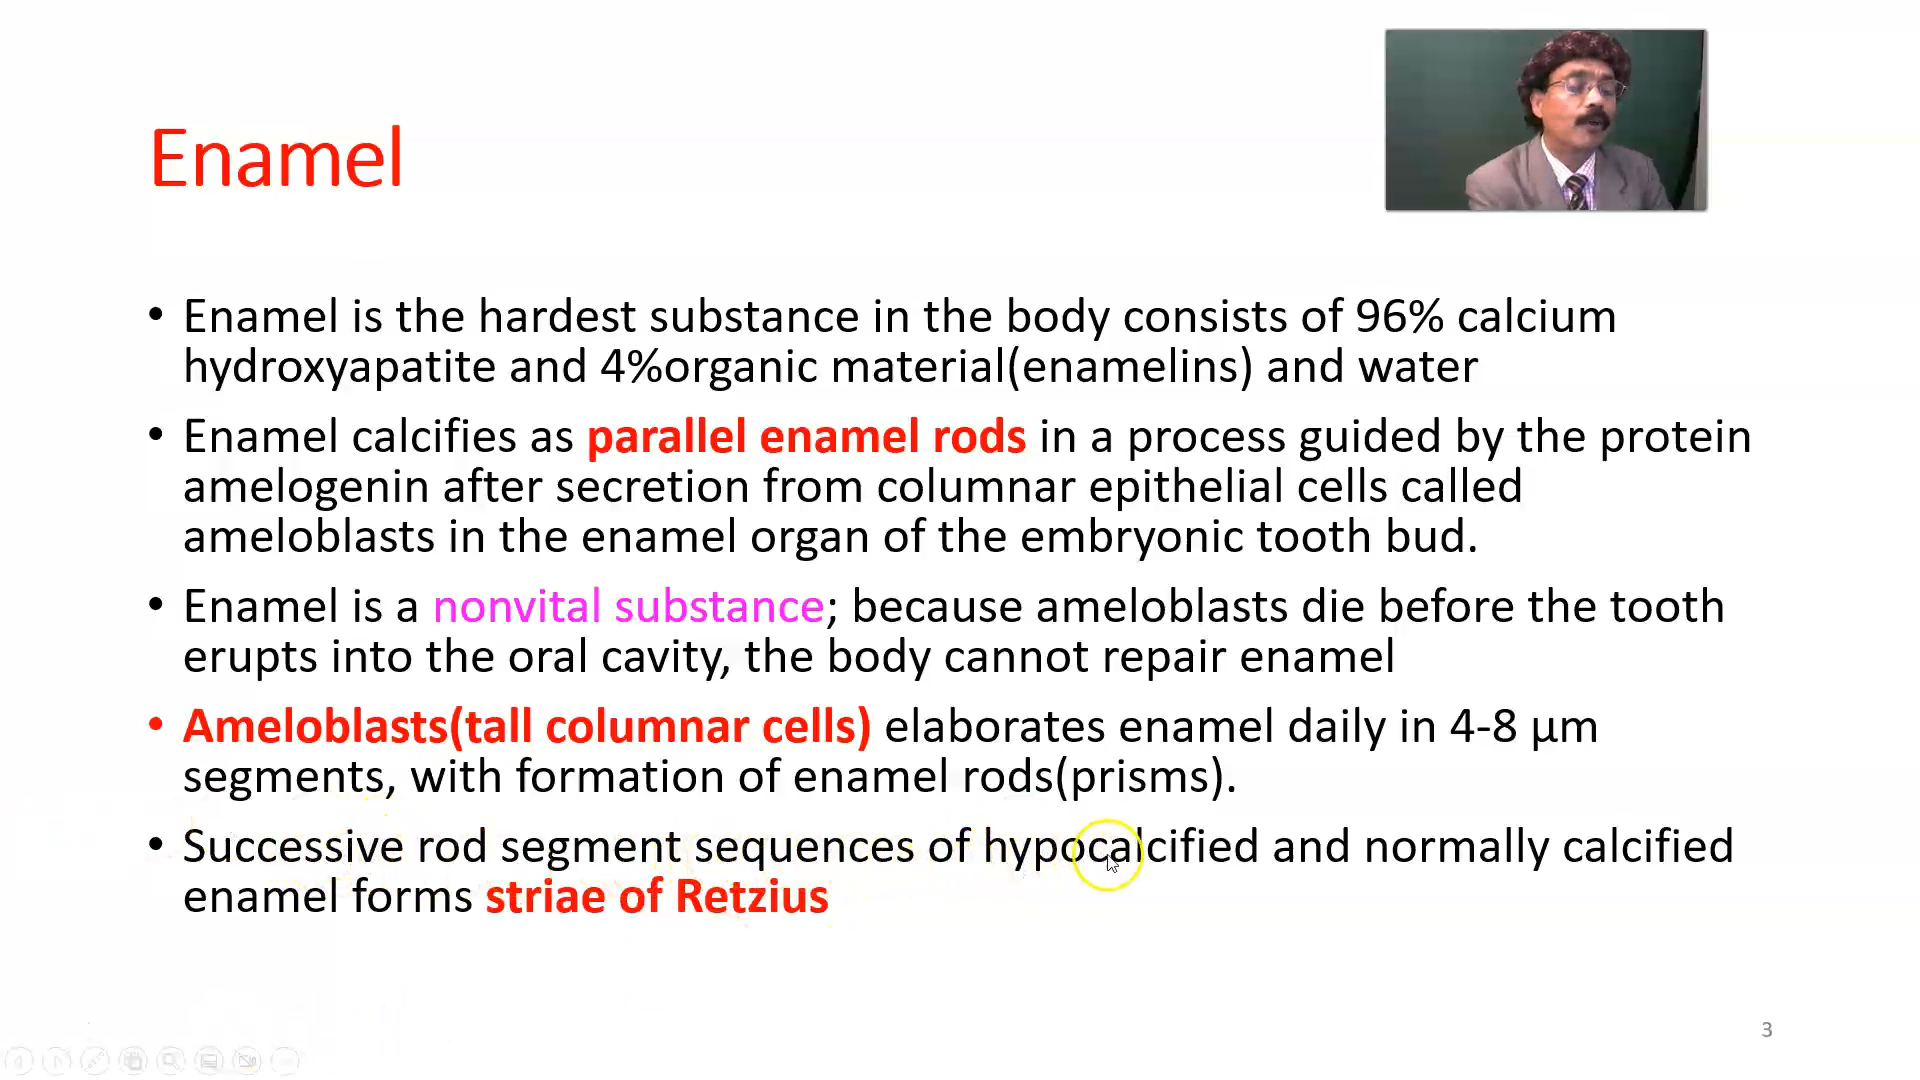 Enamel
• Enamel is the hardest substance in the body consists of 96% calcium
hydroxyapatite and 4%organic material(enamelins) and water
• Enamel calcifies as parallel enamel rods in a process guided by the protein
amelogenin after secretion from columnar epithelial cells called
ameloblasts in the enamel organ of the embryonic tooth bud.
• Enamel is a nonvital substance; because ameloblasts die before the tooth
erupts into the oral cavity, the body cannot repair enamel
• Ameloblasts(tall columnar cells) elaborates enamel daily in 4-8 µm
segments, with formation of enamel rods(prisms).
• Successive rod segment sequences of hypocalcified and normally calcified
enamel forms striae of Retzius
3